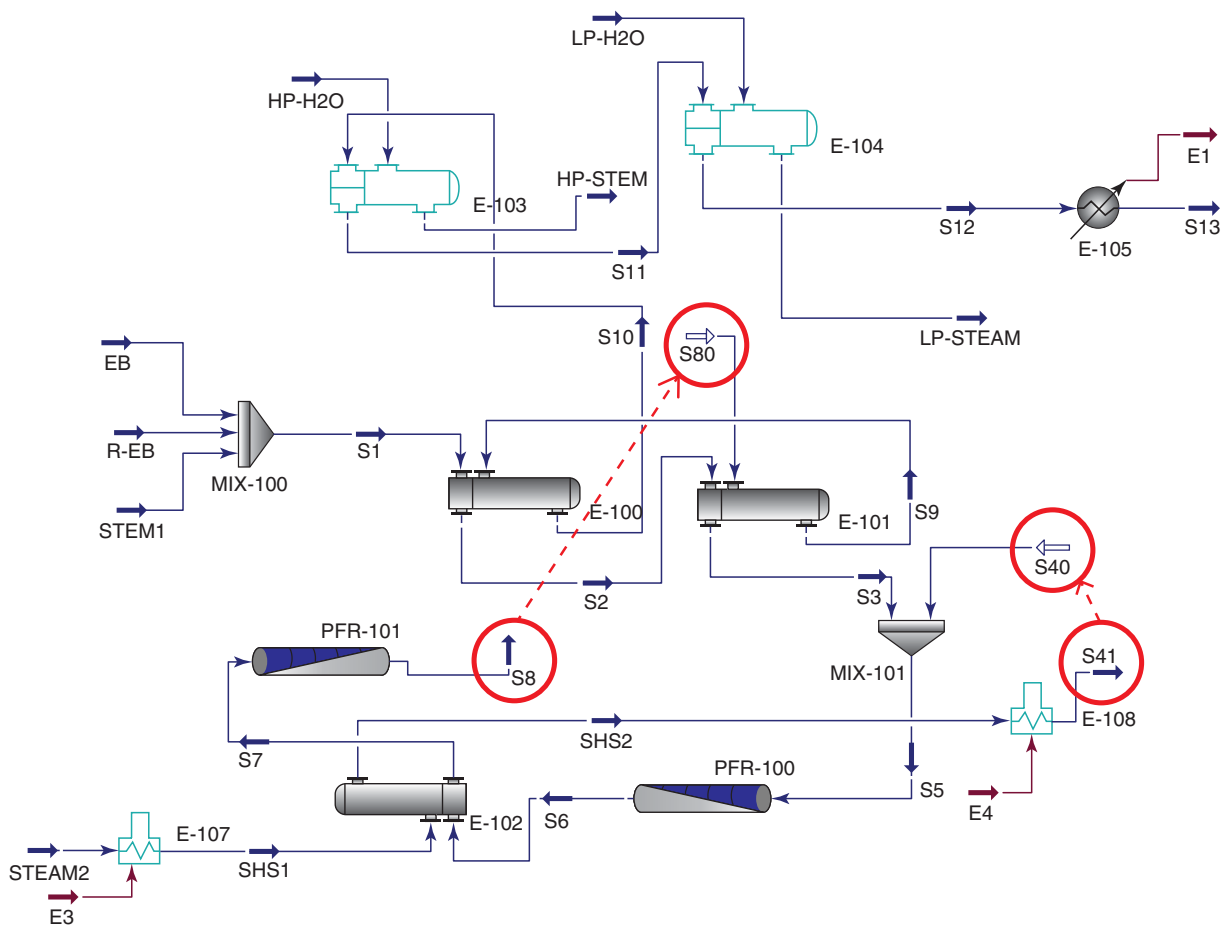 LP-H2O
HP-H2O
E-104
E1
HP-STEM
E-103
S12
S13
E-105
S11
S10
S80
LP-STEAM
EB
R-EB
S1
MIX-100
STEM1
E-100
E-101
S9
S40
S2
S3
PFR-101
S8
MIX-101
S41
E-108
SHS2
S7
PFR-100
S5
E-102
S6
E4
E-107
STEAM2
SHS1
E3